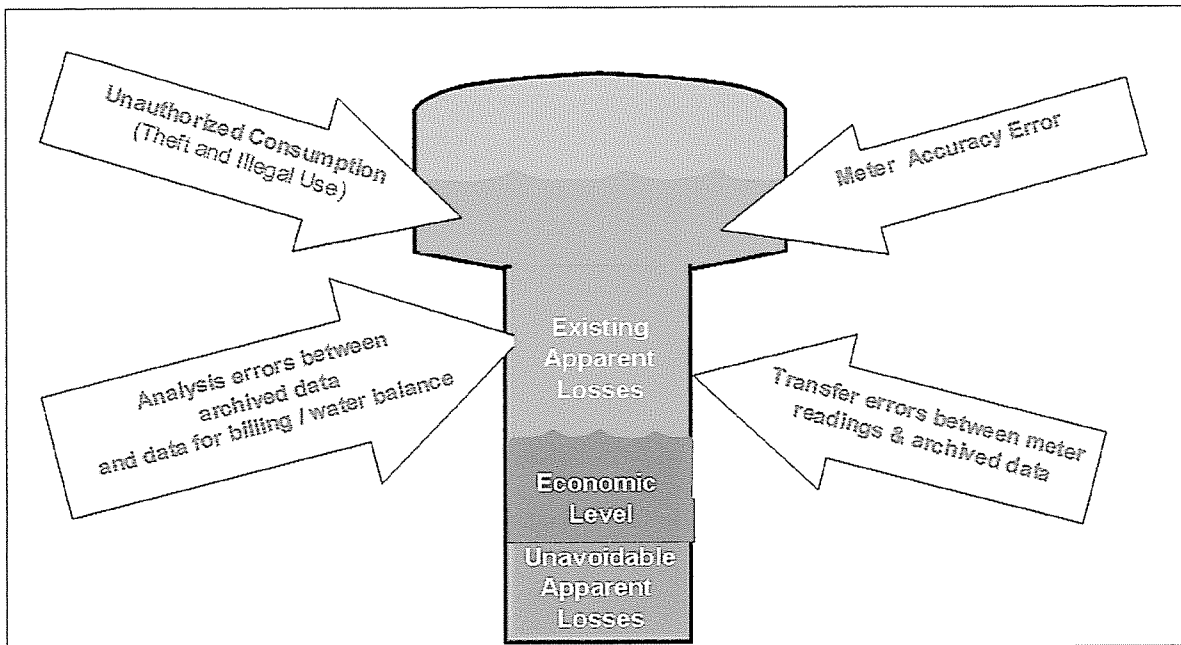 Unauthorized Consumption
(Theft and Illegal Use)
Meter Accuracy Error
Analysis errors between
archived data
and data for billing / water balance
Existing
Apparent
Losses
Transfer errors between meter
readings & archived data
Economic
Level
Unavoidable
Apparent
Losses